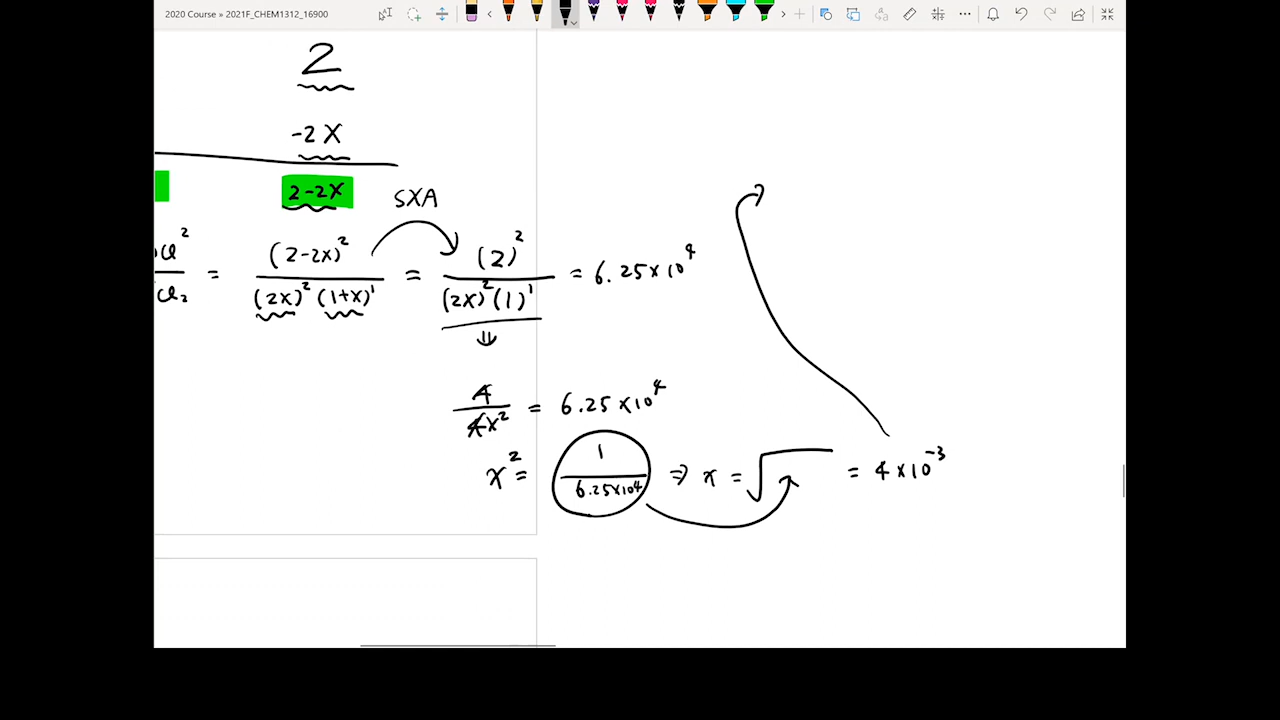 2020 Course » 2021F_CHEM1312_16900
2
-2X
2-2X
SXA
= (2-2x)² / (2x)² (1+x)¹ = (2)² / (2x)² (1)¹ = 6.25x10⁴
⇓
4 / 4x² = 6.25x10⁴
x² = 1 / 6.25x10⁴ ⇒ x = √ = 4x10⁻³